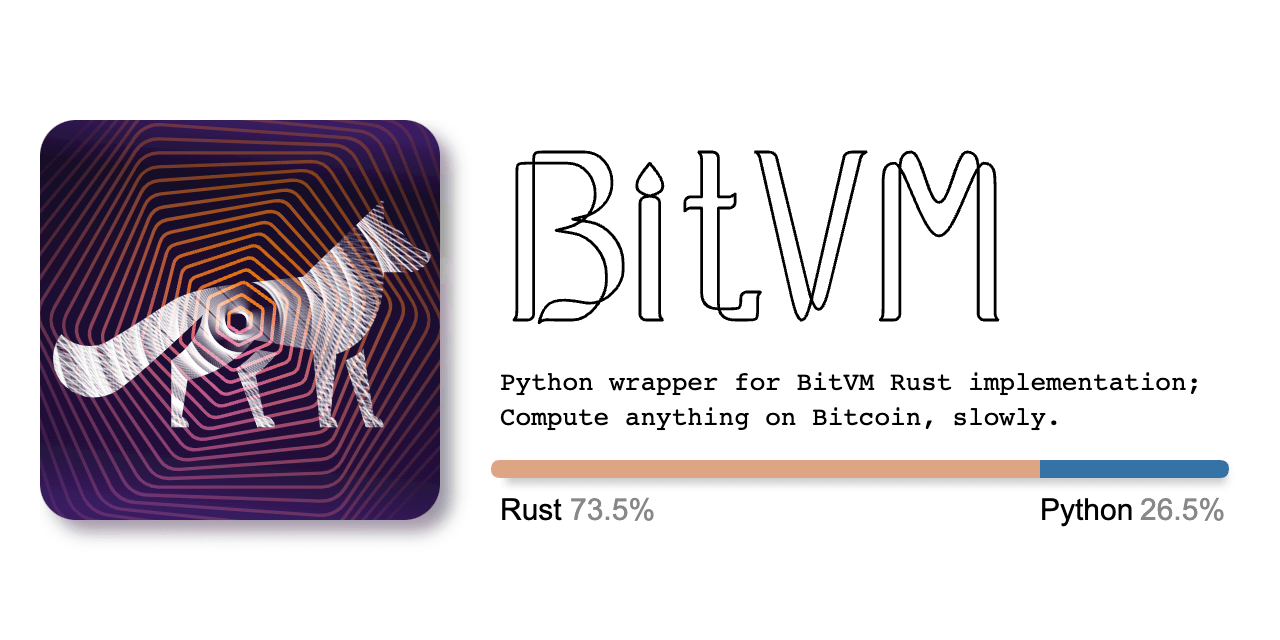 BitVM
Python wrapper for BitVM Rust implementation;
Compute anything on Bitcoin, slowly.
Rust 73.5%
Python 26.5%